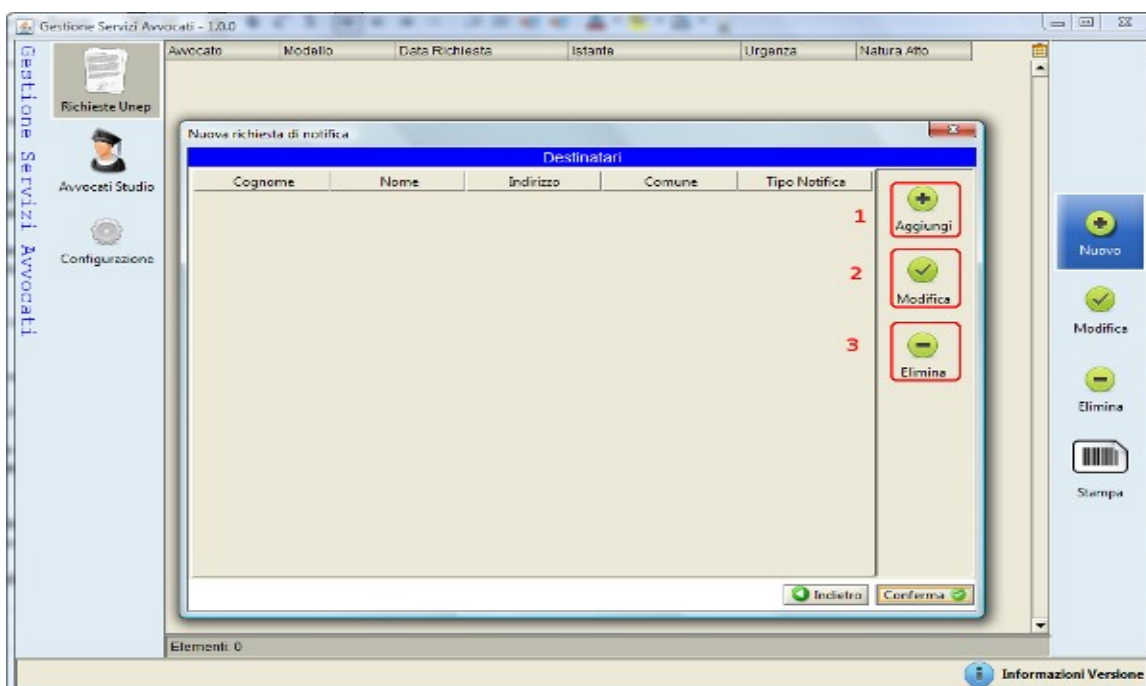 Gestione Servizi Avvocati - 1.0.0
Gestione Servizi Avvocati
Richieste Unep
Avvocati Studio
Configurazione
Avvocato Modello Data Richiesta Istante Urgenza Natura Atto
Nuova richiesta di notifica
Destinatari
Cognome Nome Indirizzo Comune Tipo Notifica
1 Aggiungi
2 Modifica
3 Elimina
Indietro Conferma
Nuovo
Modifica
Elimina
Stampa
Elementi: 0
Informazioni Versione